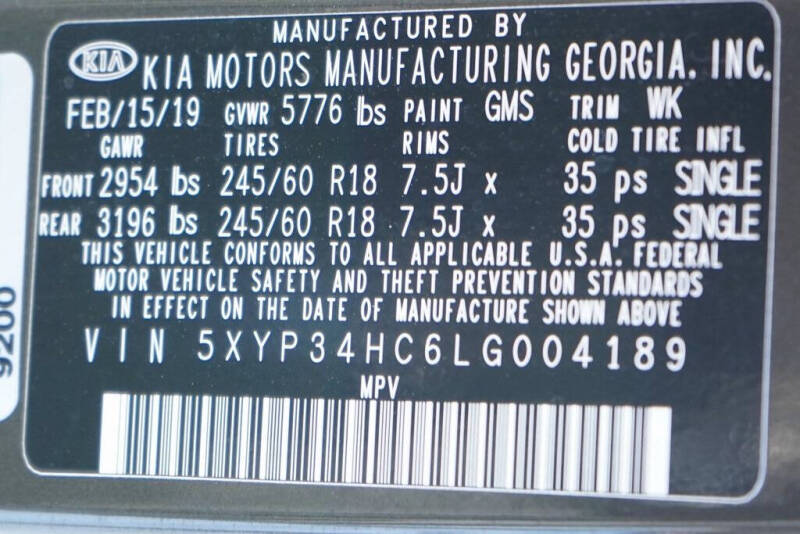 MANUFACTURED BY
KIA KIA MOTORS MANUFACTURING GEORGIA, INC.
FEB/15/19 GVWR 5776 lbs PAINT GMS TRIM WK
GAWR TIRES RIMS COLD TIRE INFL
FRONT 2954 lbs 245/60 R18 7.5J x 35 ps SINGLE
REAR 3196 lbs 245/60 R18 7.5J x 35 ps SINGLE
THIS VEHICLE CONFORMS TO ALL APPLICABLE U.S.A. FEDERAL
MOTOR VEHICLE SAFETY AND THEFT PREVENTION STANDARDS
IN EFFECT ON THE DATE OF MANUFACTURE SHOWN ABOVE
VIN 5XYP34HC6LG004189
MPV
9200